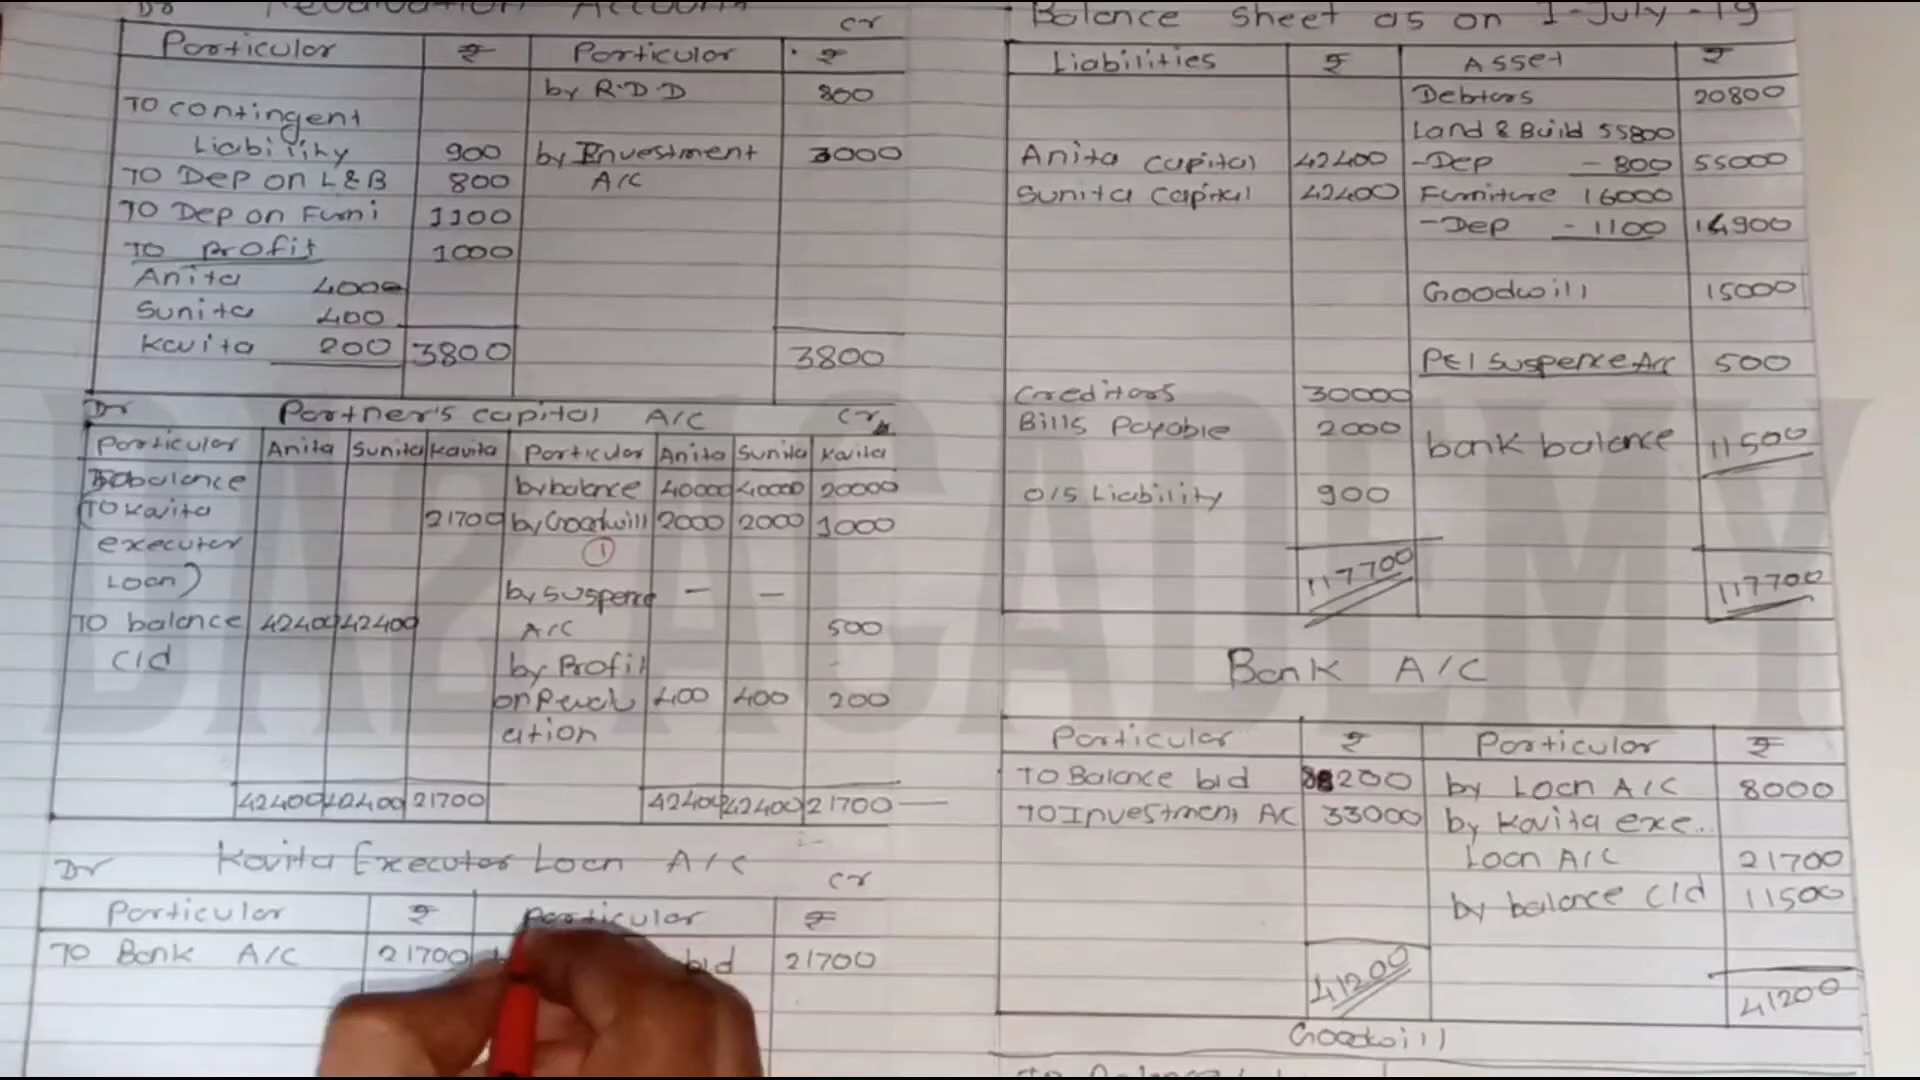 Dr Revaluation Account Cr
Particular ₹ Particular ₹
by R.D.D 800
To contingent
Liability 900 by Investment 3000
To Dep on L&B 800 A/C
To Dep on Furni 1100
To profit 1000
Anita 400
Sunita 400
Kavita 200 3800 3800
Dr Partner's capital A/C Cr
Particular Anita Sunita Kavita Particular Anita Sunita Kavita
To balance by balance 40000 40000 20000
(To Kavita 21700 by Goodwill 2000 2000 1000
executor ①
Loan) by suspence — —
To balance 42400 42400 A/C 500
C/d by Profit
on Reval 400 400 200
ation
42400 42400 21700 42400 42400 21700
Dr Kavita Executor Loan A/C Cr
Particular ₹ Particular ₹
To Bank A/C 21700 b/d 21700
Balance sheet as on 1-July-19
Liabilities ₹ Asset ₹
Debtors 20800
Land & Build 55800
Anita capital 42400 -Dep - 800 55000
Sunita Capital 42400 Furniture 16000
-Dep - 1100 14900
Goodwill 15000
P&l suspence A/c 500
Creditors 30000
Bills Payable 2000 bank balance 11500
O/S Liability 900
117700 117700
Bank A/C
Particular ₹ Particular ₹
To Balance b/d 8200 by Loan A/C 8000
To Investment AC 33000 by Kavita exe..
Loan A/C 21700
by balance C/d 11500
41200 41200
Goodwill